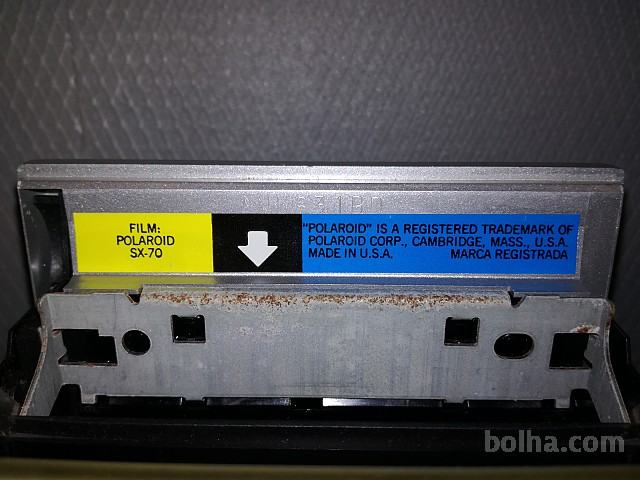 FILM:
POLAROID
SX-70
"POLAROID" IS A REGISTERED TRADEMARK OF
POLAROID CORP., CAMBRIDGE, MASS., U.S.A.
MADE IN U.S.A. MARCA REGISTRADA
bolha.com